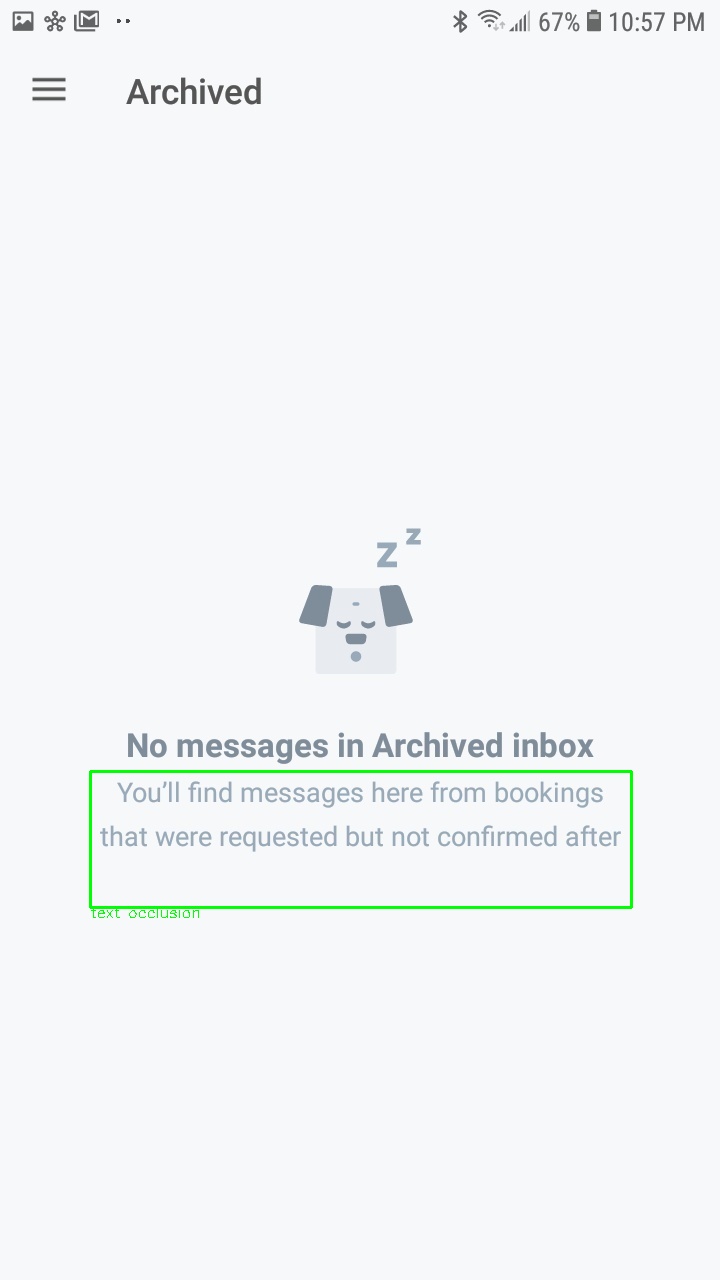 67% 10:57 PM
Archived
z z
No messages in Archived inbox
You’ll find messages here from bookings
that were requested but not confirmed after
text occlusion